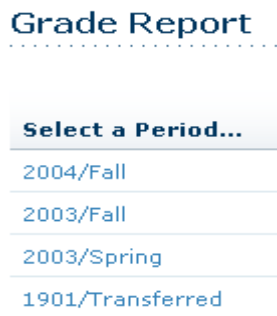 Grade Report
Select a Period...
2004/Fall
2003/Fall
2003/Spring
1901/Transferred